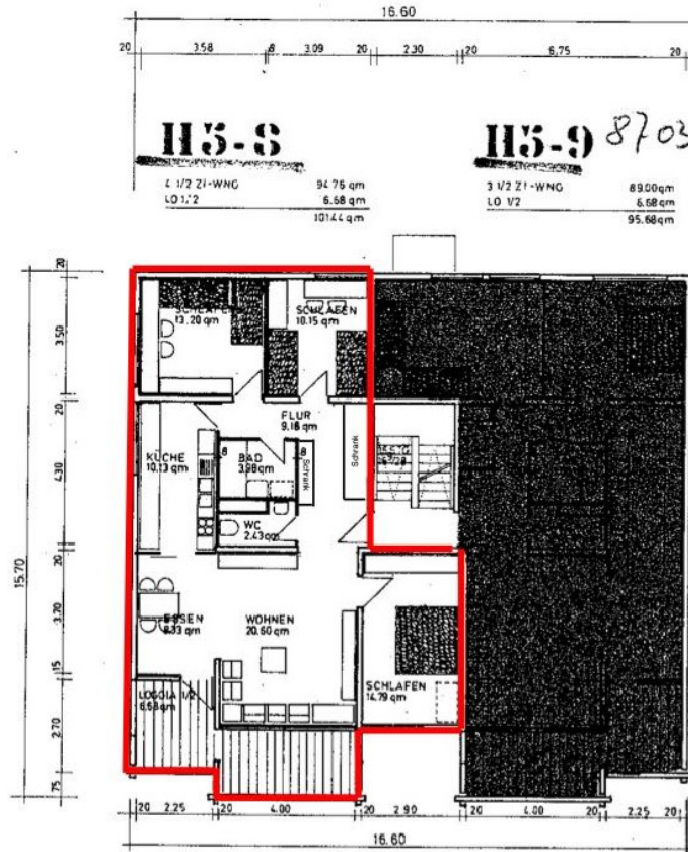 16.60
20 3.58 8 3.09 20 2.30 20 6.75 20
H5-8
H5-9 8703
4 1/2 ZI-WNG 94.76 qm
LO 1/2 6.68 qm
101.44 qm
3 1/2 ZI-WNG 89.00 qm
LO 1/2 6.68 qm
95.68 qm
20
3.50
20
4.30
20
3.70
15
2.70
75
15.70
SCHLAFEN
13.20 qm
SCHLAFEN
10.15 qm
FLUR
9.16 qm
KÜCHE
10.13 qm
8
BAD
3.98 qm
8
Schrank
Schrank
WC
2.43 qm
ESSEN
8.33 qm
WOHNEN
20.60 qm
SCHLAFEN
14.79 qm
LOGGIA 1/2
6.68 qm
20 2.25 20 4.00 20 2.90 20 4.00 20 2.25 20
16.60